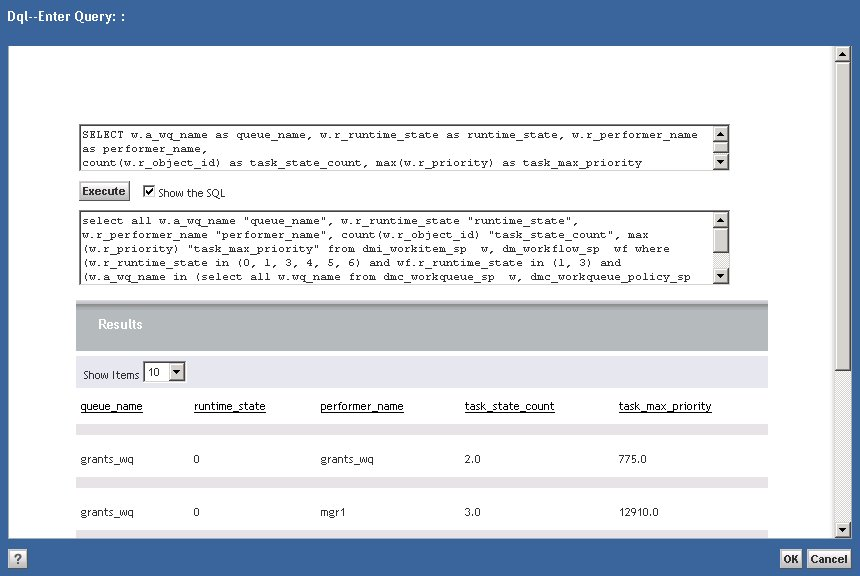 Dql--Enter Query: :
SELECT w.a_wq_name as queue_name, w.r_runtime_state as runtime_state, w.r_performer_name
as performer_name,
count(w.r_object_id) as task_state_count, max(w.r_priority) as task_max_priority
Execute Show the SQL
select all w.a_wq_name "queue_name", w.r_runtime_state "runtime_state",
w.r_performer_name "performer_name", count(w.r_object_id) "task_state_count", max
(w.r_priority) "task_max_priority" from dmi_workitem_sp  w, dm_workflow_sp  wf where
(w.r_runtime_state in (0, 1, 3, 4, 5, 6) and wf.r_runtime_state in (1, 3) and
(w.a_wq_name in (select all w.wq_name from dmc_workqueue_sp  w, dmc_workqueue_policy_sp
Results
Show Items 10
queue_name runtime_state performer_name task_state_count task_max_priority
grants_wq 0 grants_wq 2.0 775.0
grants_wq 0 mgr1 3.0 12910.0
? OK Cancel